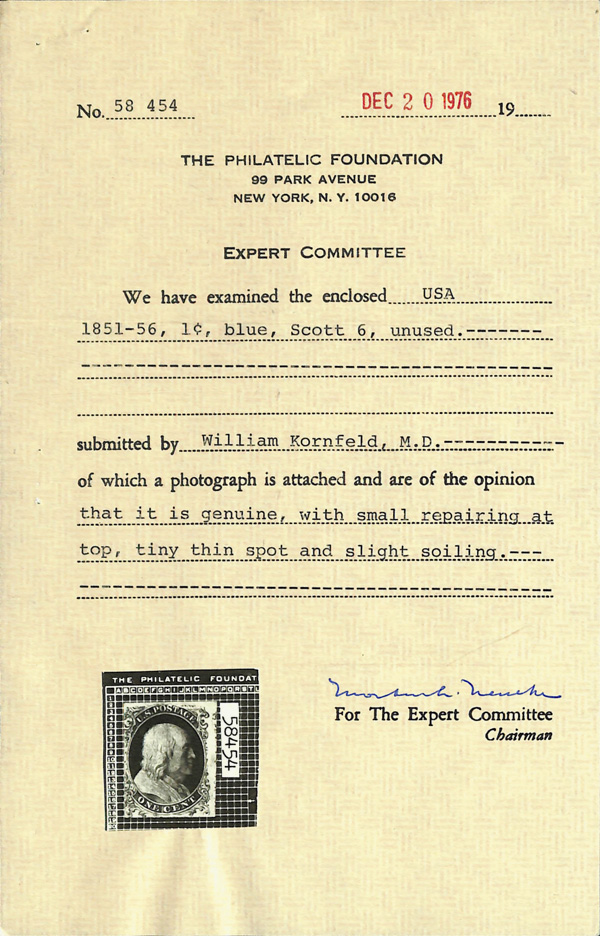 No. 58 454
DEC 20 1976 19
THE PHILATELIC FOUNDATION
99 PARK AVENUE
NEW YORK, N. Y. 10016
EXPERT COMMITTEE
We have examined the enclosed USA
1851-56, 1¢, blue, Scott 6, unused.-------
submitted by William Kornfeld, M.D.-----------
of which a photograph is attached and are of the opinion
that it is genuine, with small repairing at
top, tiny thin spot and slight soiling.---
THE PHILATELIC FOUNDAT
ABCDEFGHIJKLMNOPQRSTU
U.S. POSTAGE
58454
ONE CENT
For The Expert Committee
Chairman